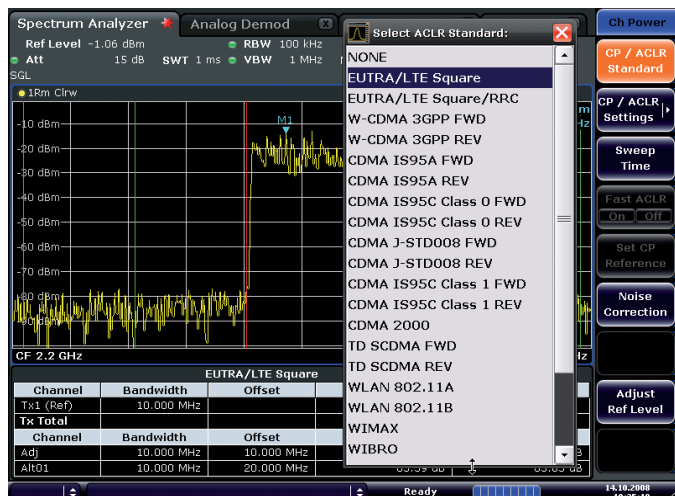 Spectrum Analyzer
Analog Demod
Ref Level -1.06 dBm
RBW 100 kHz
Att 15 dB SWT 1 ms VBW 1 MHz
SGL
1Rm Clrw
M1
-10 dBm
-20 dBm
-30 dBm
-40 dBm
-50 dBm
-60 dBm
-70 dBm
CF 2.2 GHz
EUTRA/LTE Square
Channel Bandwidth Offset
Tx1 (Ref) 10.000 MHz
Tx Total
Channel Bandwidth Offset
Adj 10.000 MHz 10.000 MHz
Alt01 10.000 MHz 20.000 MHz
Select ACLR Standard:
NONE
EUTRA/LTE Square
EUTRA/LTE Square/RRC
W-CDMA 3GPP FWD
W-CDMA 3GPP REV
CDMA IS95A FWD
CDMA IS95A REV
CDMA IS95C Class 0 FWD
CDMA IS95C Class 0 REV
CDMA J-STD008 FWD
CDMA J-STD008 REV
CDMA IS95C Class 1 FWD
CDMA IS95C Class 1 REV
CDMA 2000
TD SCDMA FWD
TD SCDMA REV
WLAN 802.11A
WLAN 802.11B
WIMAX
WIBRO
Ch Power
CP / ACLR
Standard
CP / ACLR
Settings
Sweep
Time
Fast ACLR
On Off
Set CP
Reference
Noise
Correction
Adjust
Ref Level
Ready
14.10.2008